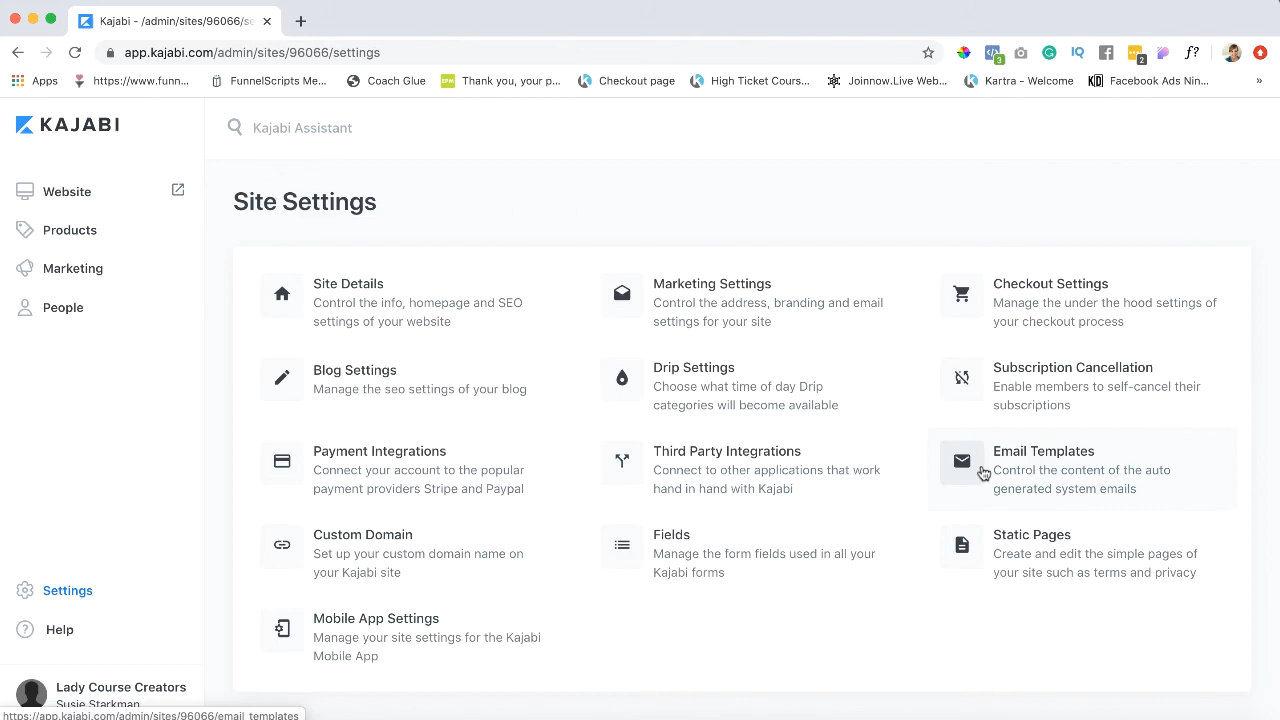 Kajabi - /admin/sites/96066/se
app.kajabi.com/admin/sites/96066/settings
3
IQ
2
f?
Apps
https://www.funn...
FunnelScripts Me...
Coach Glue
Thank you, your p...
Checkout page
High Ticket Cours...
Joinnow.Live Web...
Kartra - Welcome
Facebook Ads Nin...
»
KAJABI
Kajabi Assistant
Website
Products
Marketing
People
Settings
Help
Lady Course Creators
Susie Starkman
https://app.kajabi.com/admin/sites/96066/email_templates
Site Settings
Site Details
Control the info, homepage and SEO
settings of your website
Marketing Settings
Control the address, branding and email
settings for your site
Checkout Settings
Manage the under the hood settings of
your checkout process
Blog Settings
Manage the seo settings of your blog
Drip Settings
Choose what time of day Drip
categories will become available
Subscription Cancellation
Enable members to self-cancel their
subscriptions
Payment Integrations
Connect your account to the popular
payment providers Stripe and Paypal
Third Party Integrations
Connect to other applications that work
hand in hand with Kajabi
Email Templates
Control the content of the auto
generated system emails
Custom Domain
Set up your custom domain name on
your Kajabi site
Fields
Manage the form fields used in all your
Kajabi forms
Static Pages
Create and edit the simple pages of
your site such as terms and privacy
Mobile App Settings
Manage your site settings for the Kajabi
Mobile App